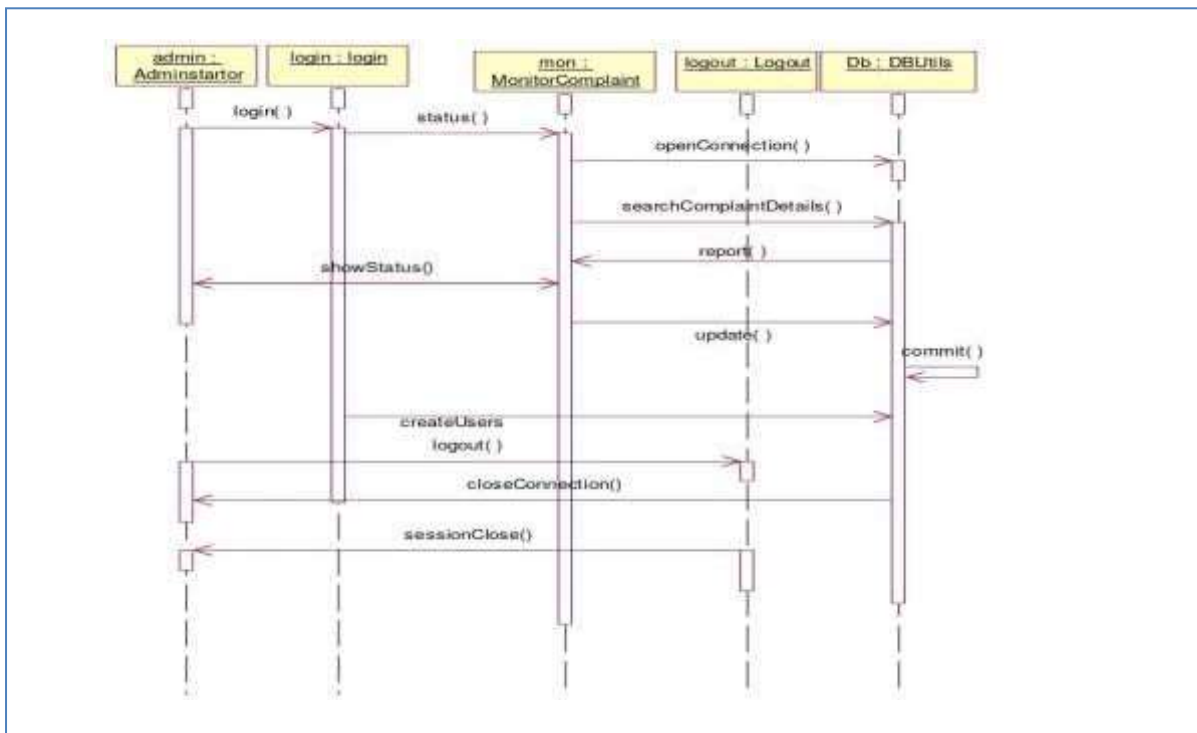 admin :
Adminstartor
login : login
mon :
MonitorComplaint
logout : Logout
Db : DBUtils
login( )
status( )
openConnection( )
searchComplaintDetails( )
report( )
showStatus()
update( )
commit( )
createUsers
logout( )
closeConnection()
sessionClose()